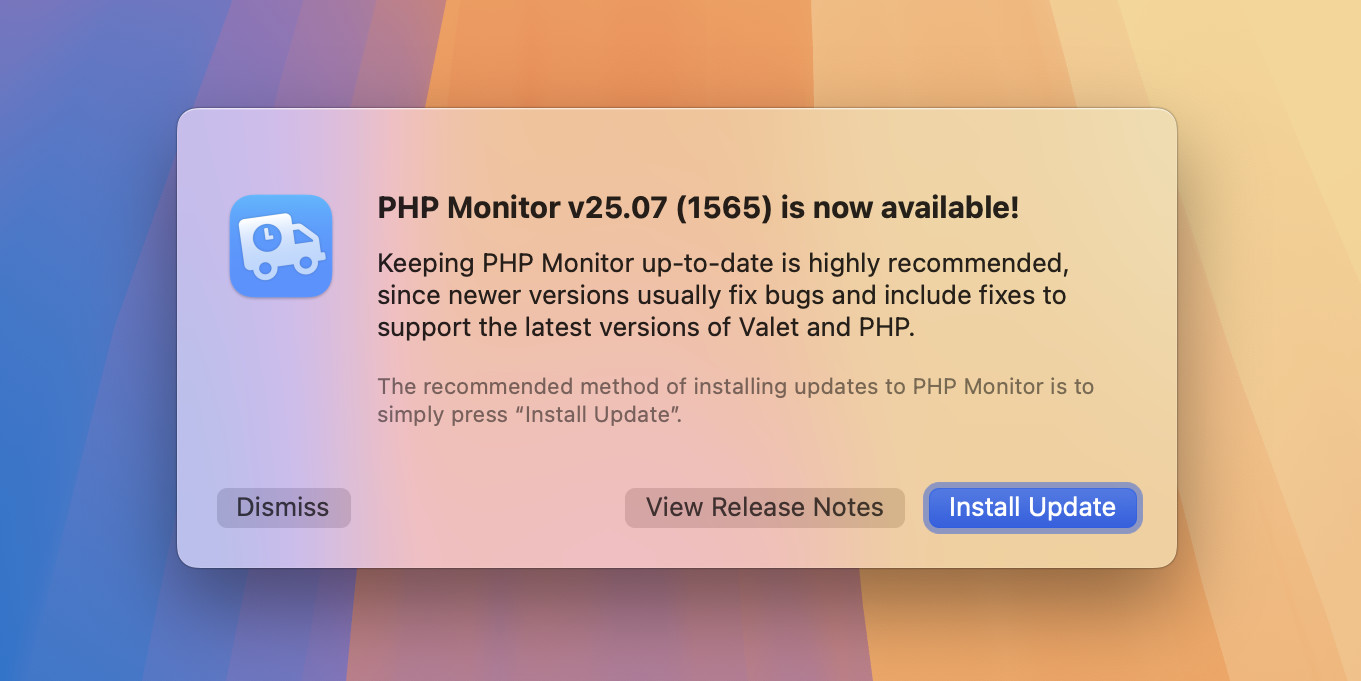 PHP Monitor v25.07 (1565) is now available!
Keeping PHP Monitor up-to-date is highly recommended,
since newer versions usually fix bugs and include fixes to
support the latest versions of Valet and PHP.
The recommended method of installing updates to PHP Monitor is to
simply press “Install Update”.
Dismiss
View Release Notes
Install Update